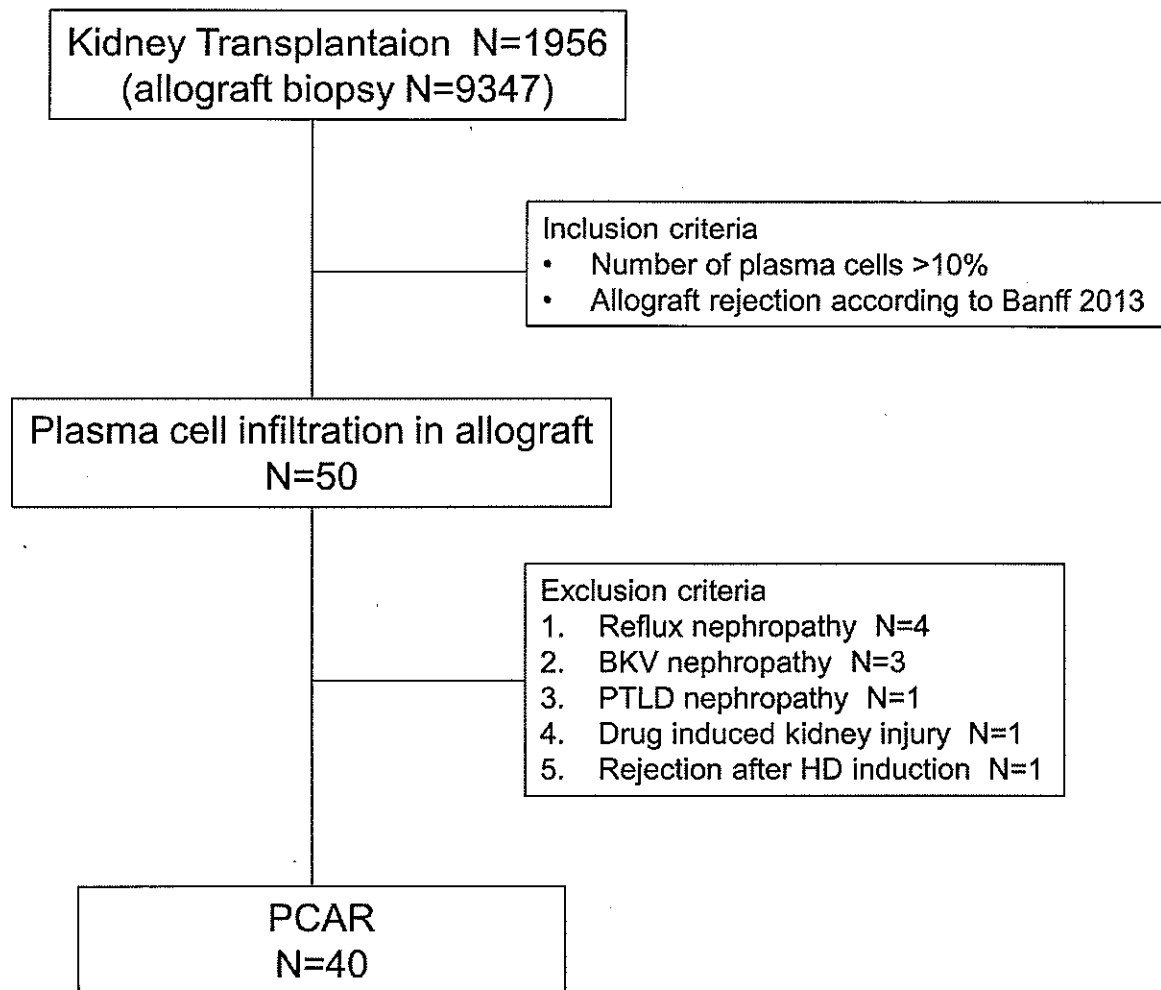 Kidney Transplantaion N=1956
(allograft biopsy N=9347)
Inclusion criteria
• Number of plasma cells >10%
• Allograft rejection according to Banff 2013
Plasma cell infiltration in allograft
N=50
Exclusion criteria
1. Reflux nephropathy N=4
2. BKV nephropathy N=3
3. PTLD nephropathy N=1
4. Drug induced kidney injury N=1
5. Rejection after HD induction N=1
PCAR
N=40